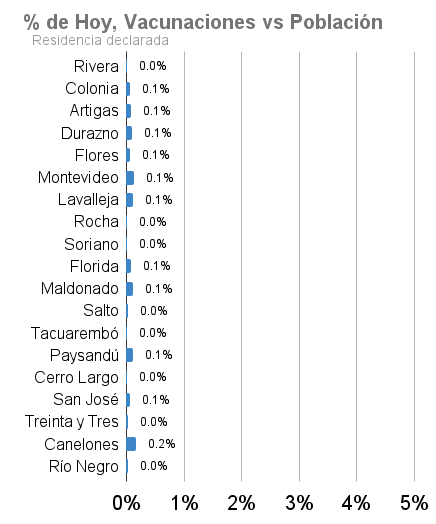 % de Hoy, Vacunaciones vs Población
Residencia declarada
Rivera 0.0%
Colonia 0.1%
Artigas 0.1%
Durazno 0.1%
Flores 0.1%
Montevideo 0.1%
Lavalleja 0.1%
Rocha 0.0%
Soriano 0.0%
Florida 0.1%
Maldonado 0.1%
Salto 0.0%
Tacuarembó 0.0%
Paysandú 0.1%
Cerro Largo 0.0%
San José 0.1%
Treinta y Tres 0.0%
Canelones 0.2%
Río Negro 0.0%
0% 1% 2% 3% 4% 5%